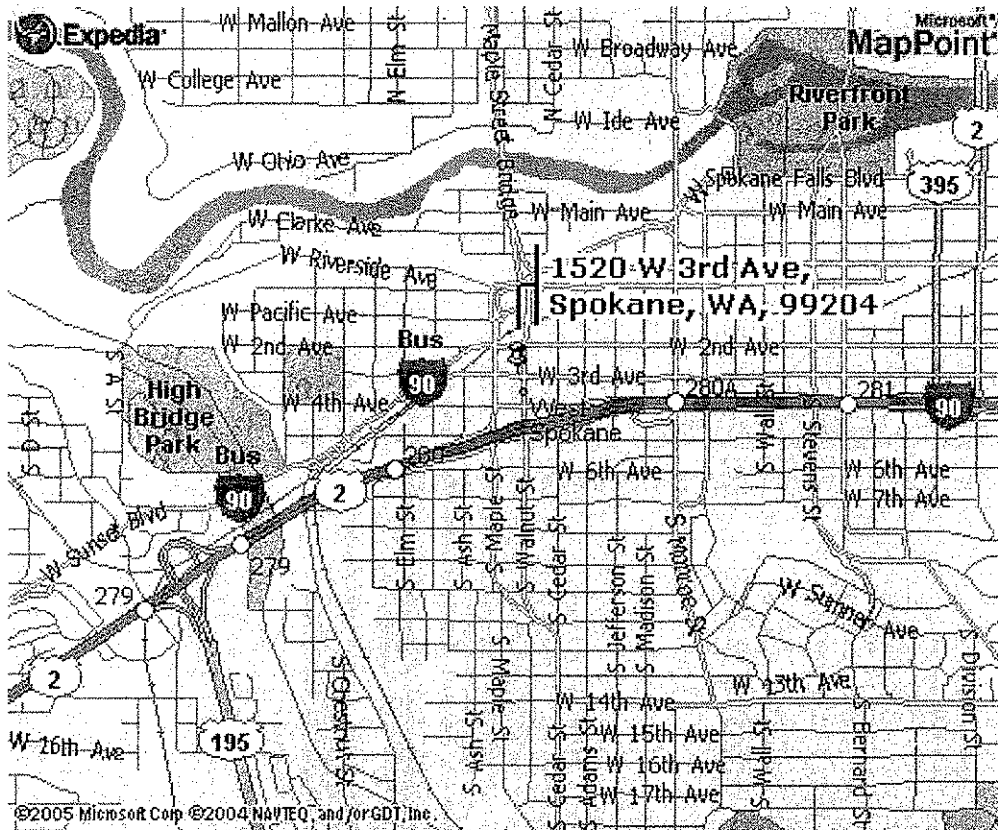 Expedia
Microsoft
MapPoint
W Mallon Ave
W College Ave
N Elm St
Maple Street Bridge
N Cedar St
W Broadway Ave
Riverfront
Park
2
W Ide Ave
W Ohio Ave
Spokane Falls Blvd
395
W Clarke Ave
W Main Ave
W Main Ave
W Riverside Ave
1520 W 3rd Ave,
Spokane, WA, 99204
W Pacific Ave
W 2nd Ave
Bus
90
W 2nd Ave
S A St
High
Bridge
Park
W 4th Ave
W 3rd Ave
280A
281
90
West
Spokane
S D St
Bus
90
2
280
W 6th Ave
S Wall St
Stevens St
W 6th Ave
W 7th Ave
W Sunset Blvd
279
279
S Elm St
S Ash St
S Maple St
S Walnut St
S Cedar St
S Jefferson St
S Madison St
S Monroe St
W Sumner Ave
2
S Chestnut St
S Maple St
W 13th Ave
S Division St
W 14th Ave
W 16th Ave
195
S Ash St
S Cedar St
S Adams St
W 15th Ave
W 16th Ave
W 17th Ave
S Wall St
S Bernard St
©2005 Microsoft Corp ©2004 NAVTEQ, and/or GDT, Inc.